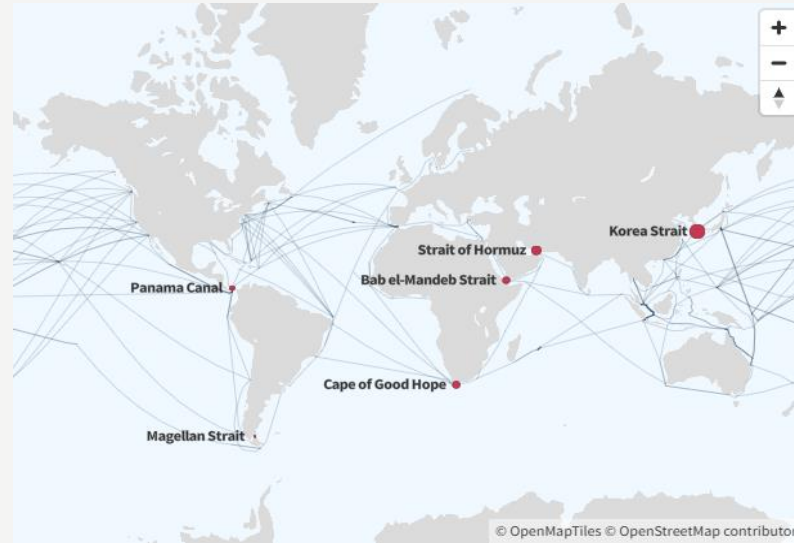 +
−
Korea Strait
Strait of Hormuz
Bab el-Mandeb Strait
Panama Canal
Cape of Good Hope
Magellan Strait
© OpenMapTiles © OpenStreetMap contributor